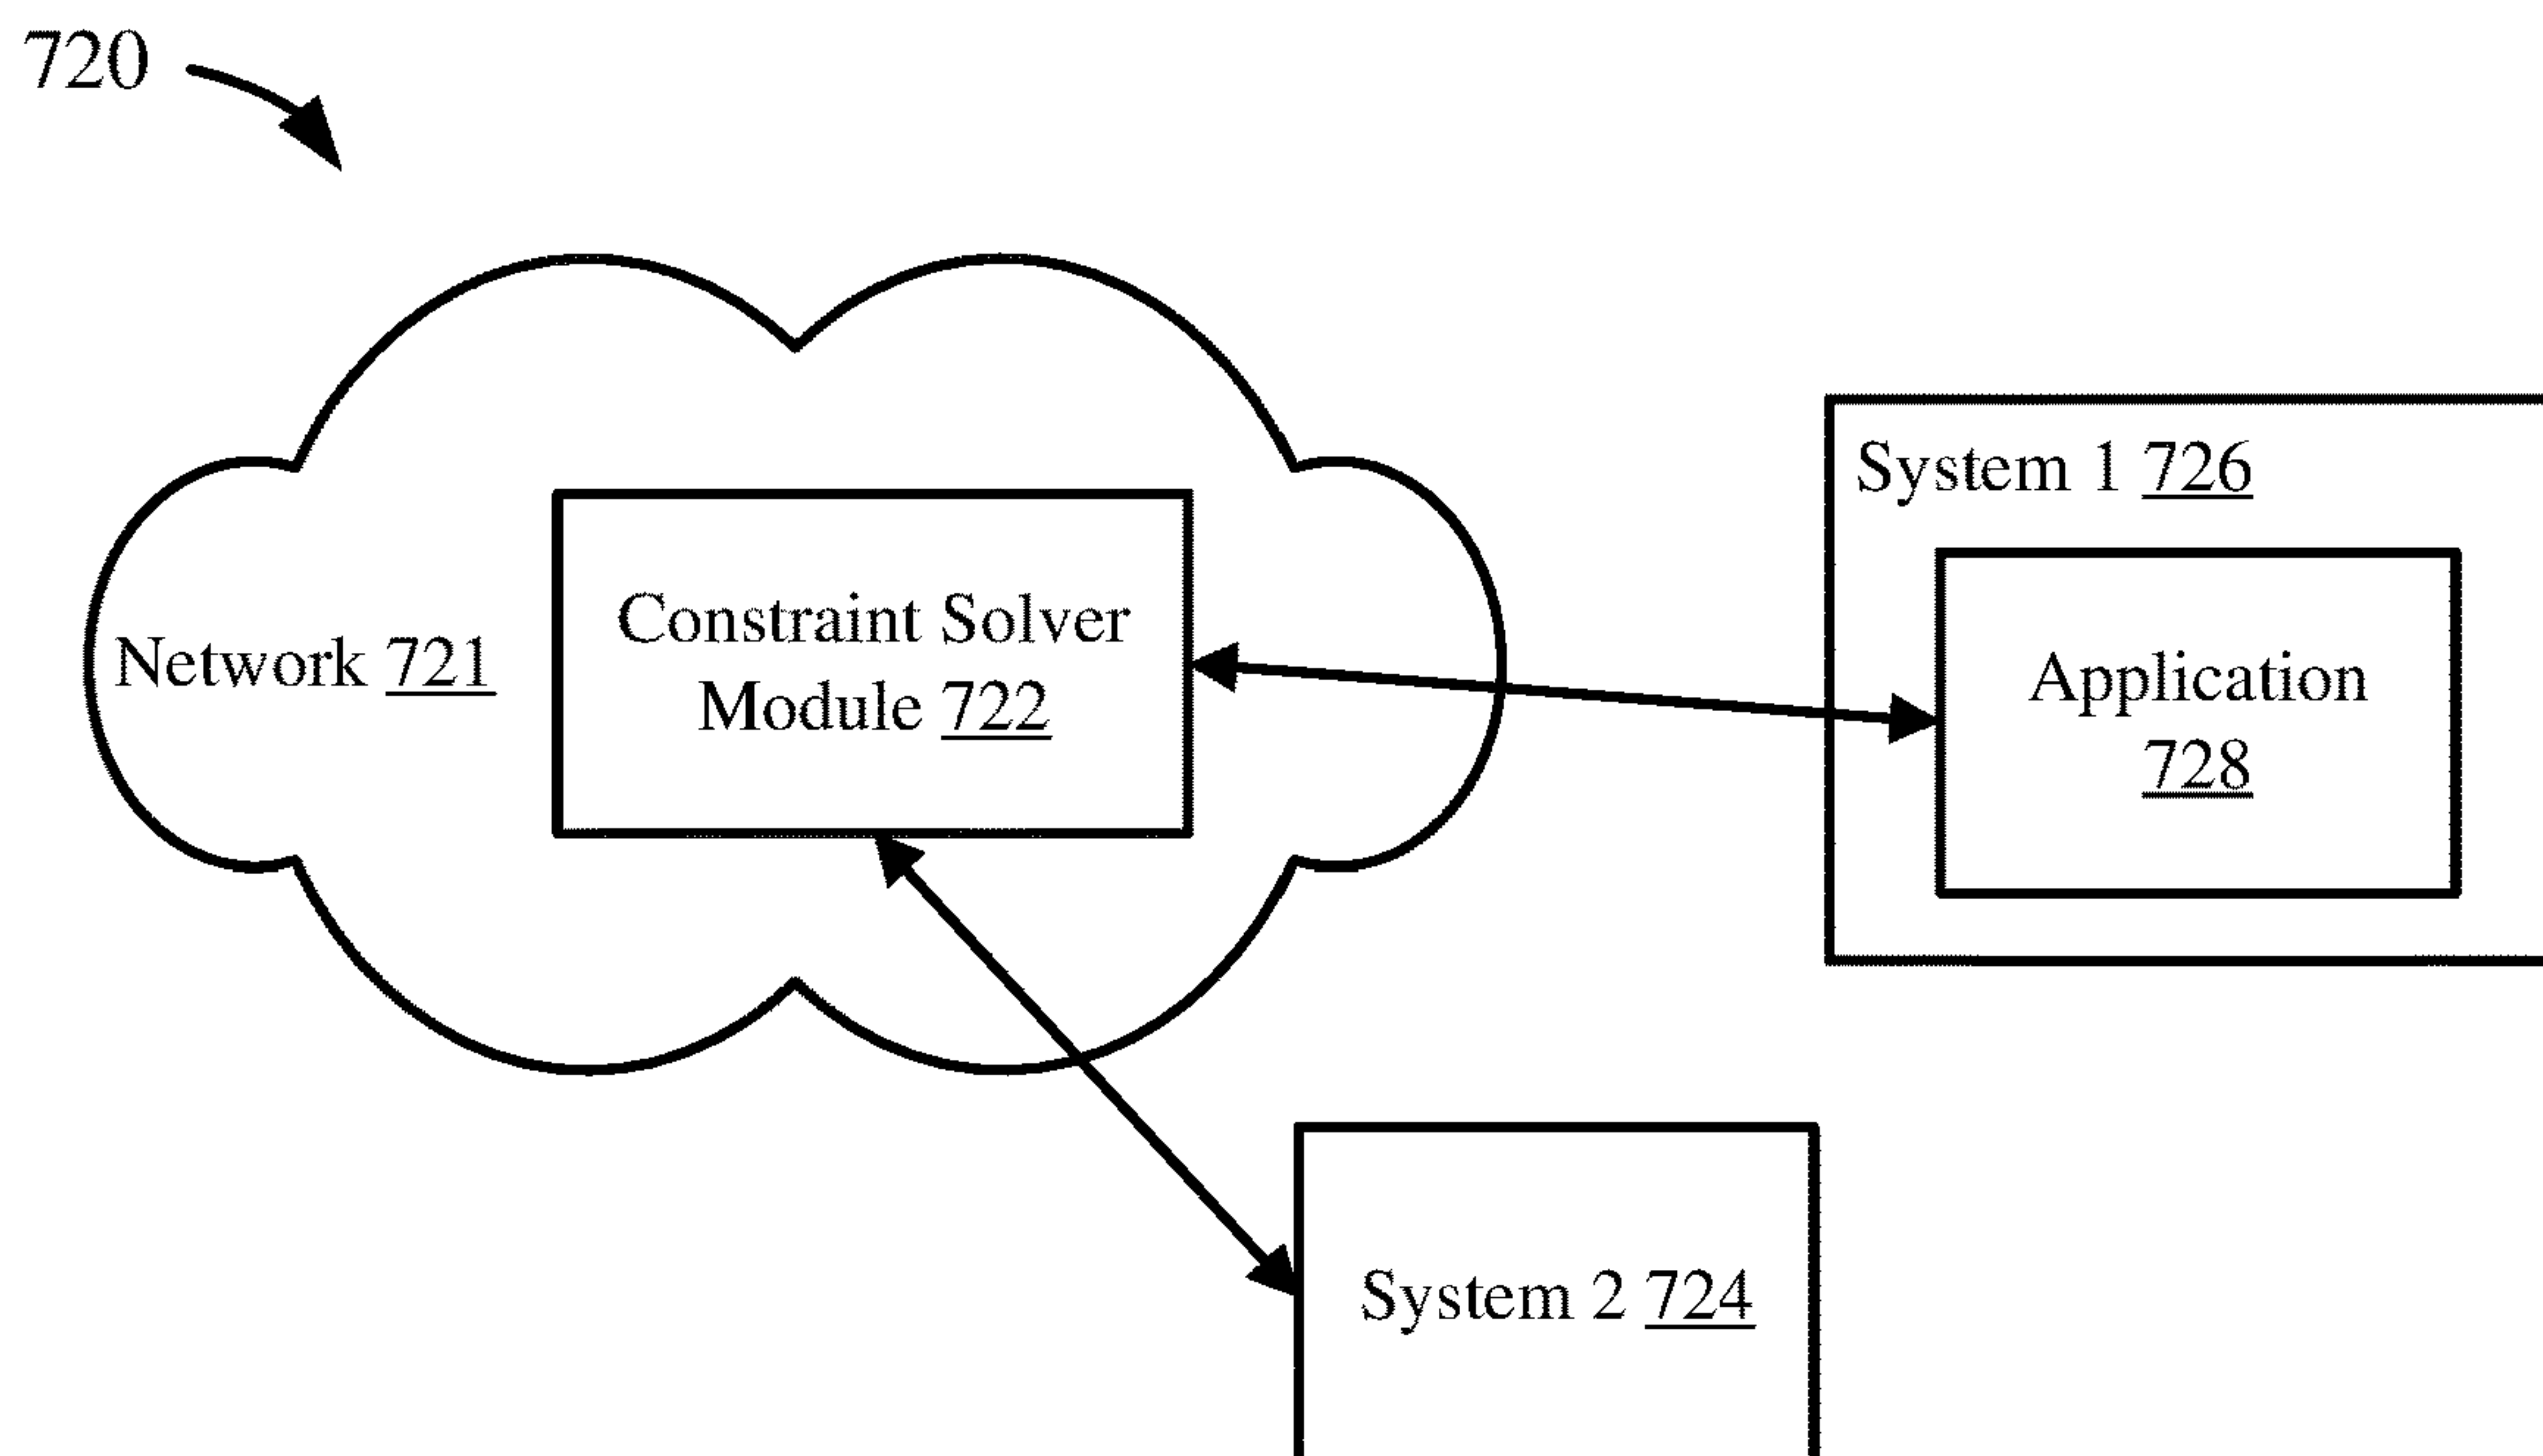 720
System 1 726
Constraint Solver
Module 722
Network 721
Application
728
System 2 724